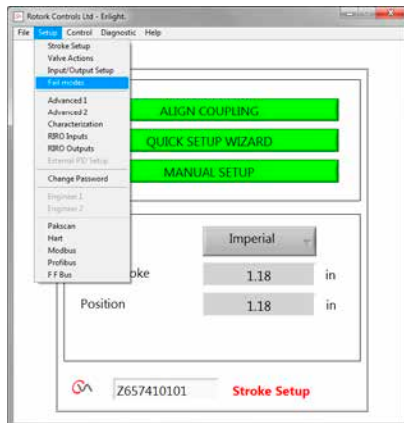 Rotork Controls Ltd - Enlight.
File Setup Control Diagnostic Help
Stroke Setup
Valve Actions
Input/Output Setup
Fail modes
Advanced 1
Advanced 2
Characterization
RIRO Inputs
RIRO Outputs
External PID Setup
Change Password
Engineer 1
Engineer 2
Pakscan
Hart
Modbus
Profibus
F F Bus
ALIGN COUPLING
QUICK SETUP WIZARD
MANUAL SETUP
Imperial
oke 1.18 in
Position 1.18 in
Z657410101 Stroke Setup